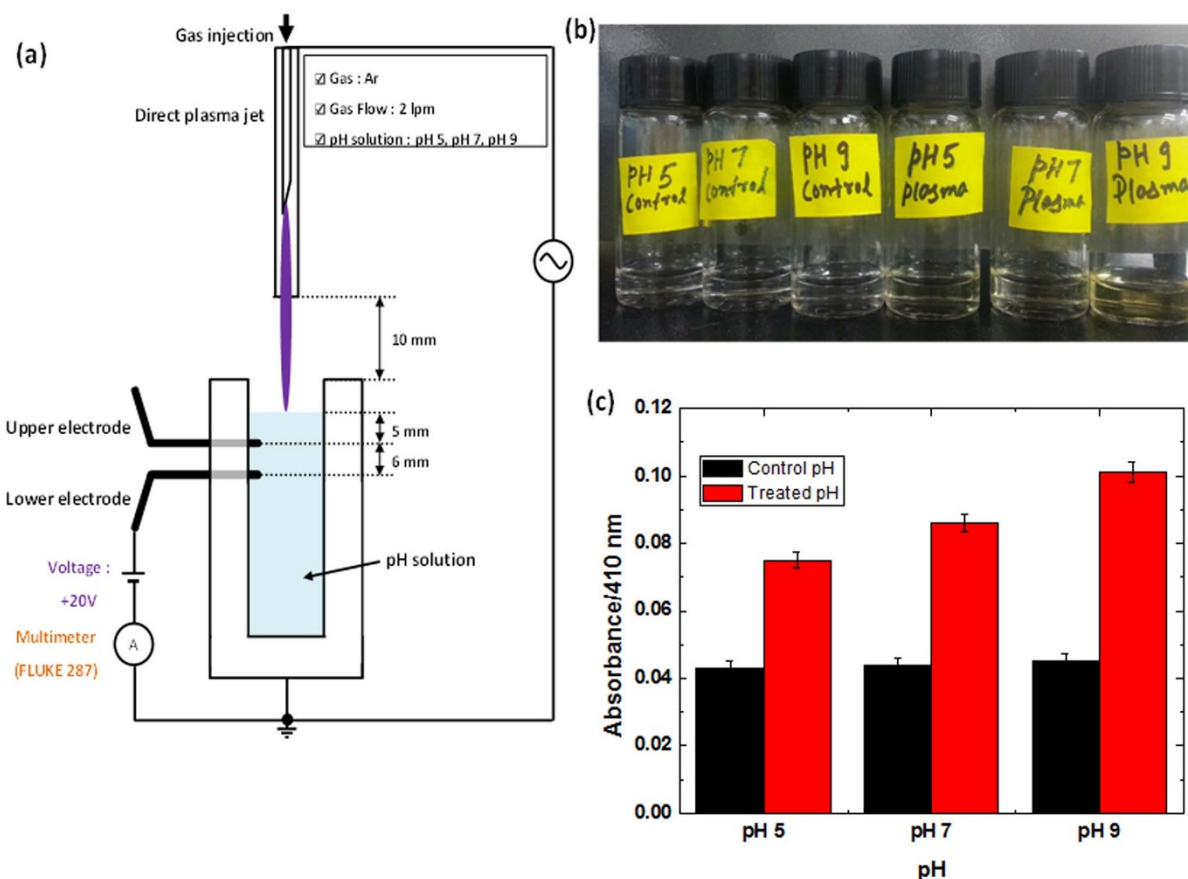 (a)
Gas injection
☑ Gas : Ar
☑ Gas Flow : 2 lpm
☑ pH solution : pH 5, pH 7, pH 9
Direct plasma jet
10 mm
Upper electrode
5 mm
6 mm
Lower electrode
pH solution
Voltage :
+20V
Multimeter
(FLUKE 287)
A
(b)
pH 5
Control
pH 7
Control
pH 9
Control
pH5
plasma
pH7
Plasma
pH 9
Plasma
(c)
0.12
0.10
0.08
0.06
0.04
0.02
0.00
Absorbance/410 nm
Control pH
Treated pH
pH 5
pH 7
pH 9
pH